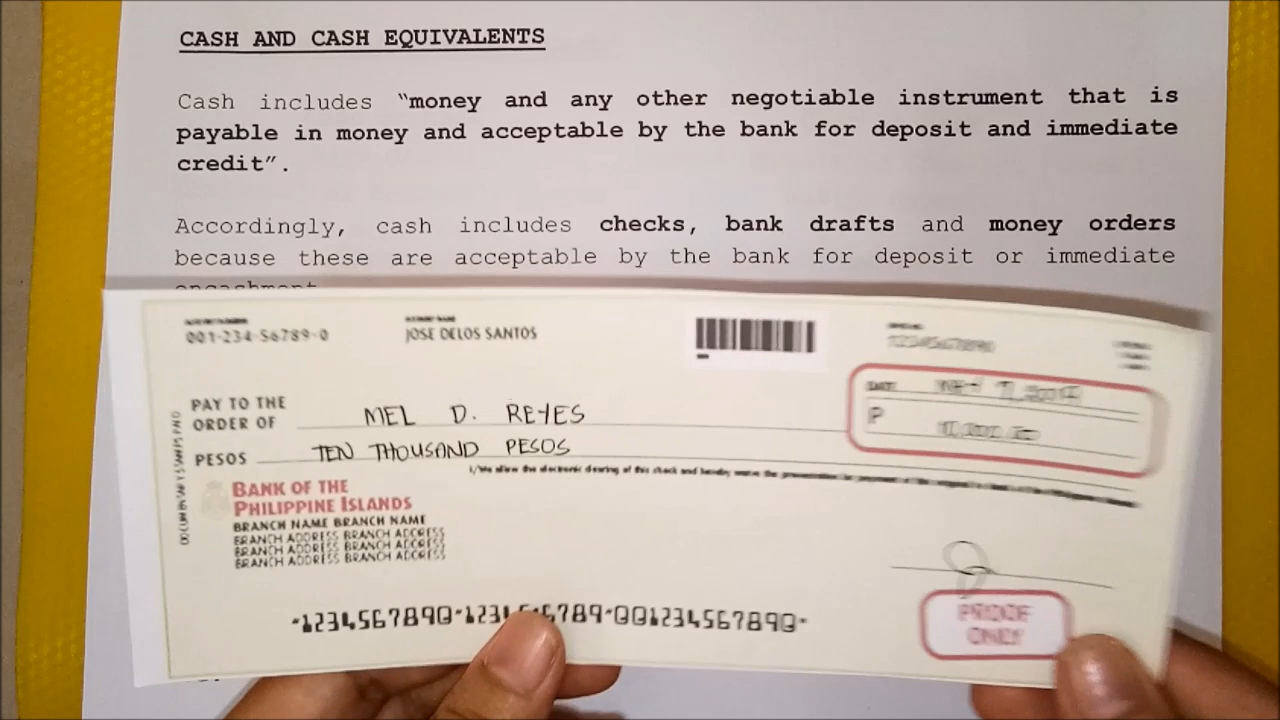 CASH AND CASH EQUIVALENTS
Cash includes “money and any other negotiable instrument that is
payable in money and acceptable by the bank for deposit and immediate
credit”.
Accordingly, cash includes checks, bank drafts and money orders
because these are acceptable by the bank for deposit or immediate
001-234-56789-0
JOSE DELOS SANTOS
DATE
PAY TO THE
ORDER OF MEL D. REYES
P
PESOS TEN THOUSAND PESOS
BANK OF THE
PHILIPPINE ISLANDS
BRANCH NAME BRANCH NAME
BRANCH ADDRESS BRANCH ADDRESS
BRANCH ADDRESS BRANCH ADDRESS
BRANCH ADDRESS BRANCH ADDRESS
PROOF
ONLY